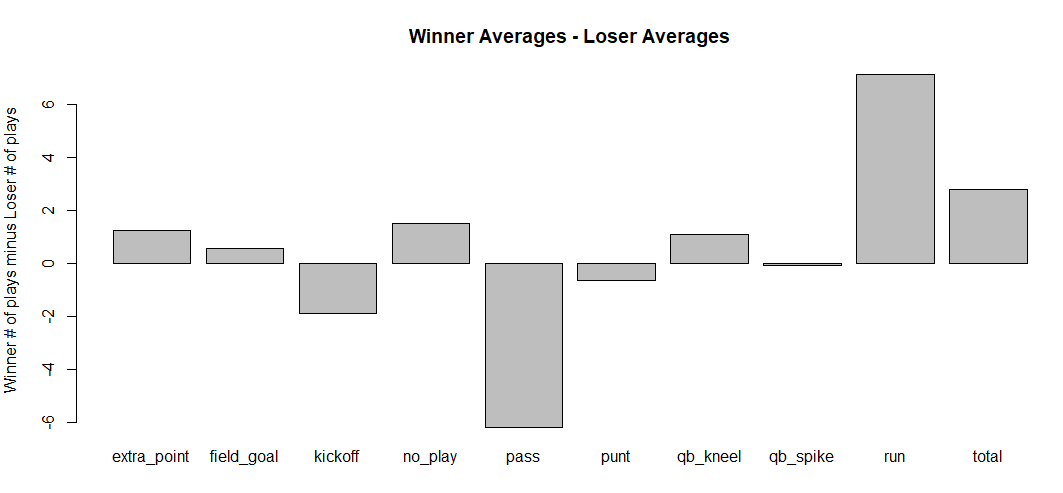 Winner Averages - Loser Averages
Winner # of plays minus Loser # of plays
6
4
2
0
-2
-4
-6
extra_point field_goal kickoff no_play pass punt qb_kneel qb_spike run total